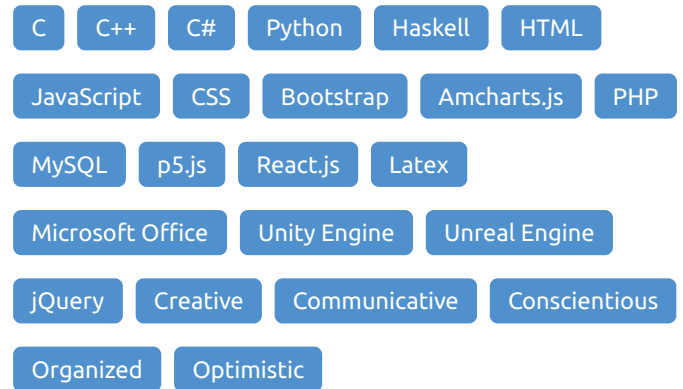 C C++ C# Python Haskell HTML
JavaScript CSS Bootstrap Amcharts.js PHP
MySQL p5.js React.js Latex
Microsoft Office Unity Engine Unreal Engine
jQuery Creative Communicative Conscientious
Organized Optimistic